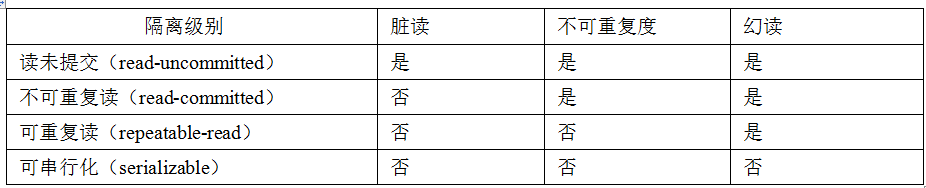 隔离级别 脏读 不可重复度 幻读
读未提交（read-uncommitted） 是 是 是
不可重复读（read-committed） 否 是 是
可重复读（repeatable-read） 否 否 是
可串行化（serializable） 否 否 否